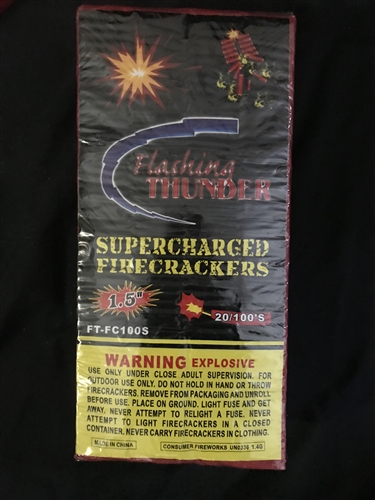 Flashing
THUNDER
SUPERCHARGED
FIRECRACKERS
1.5"
20/100'S
FT-FC100S
WARNING EXPLOSIVE
USE ONLY UNDER CLOSE ADULT SUPERVISION. FOR
OUTDOOR USE ONLY. DO NOT HOLD IN HAND OR THROW
FIRECRACKERS. REMOVE FROM PACKAGING AND UNROLL
BEFORE USE. PLACE ON GROUND. LIGHT FUSE AND GET
AWAY. NEVER ATTEMPT TO RELIGHT A FUSE. NEVER
ATTEMPT TO LIGHT FIRECRACKERS IN A CLOSED
CONTAINER. NEVER CARRY FIRECRACKERS IN CLOTHING.
MADE IN CHINA
CONSUMER FIREWORKS UN0336 1.4G